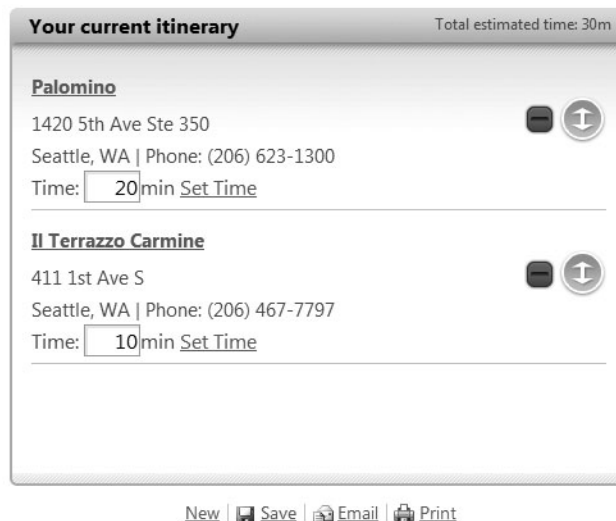 Your current itinerary Total estimated time: 30m
Palomino
1420 5th Ave Ste 350
Seattle, WA | Phone: (206) 623-1300
Time: 20 min Set Time
Il Terrazzo Carmine
411 1st Ave S
Seattle, WA | Phone: (206) 467-7797
Time: 10 min Set Time
New | Save | Email | Print